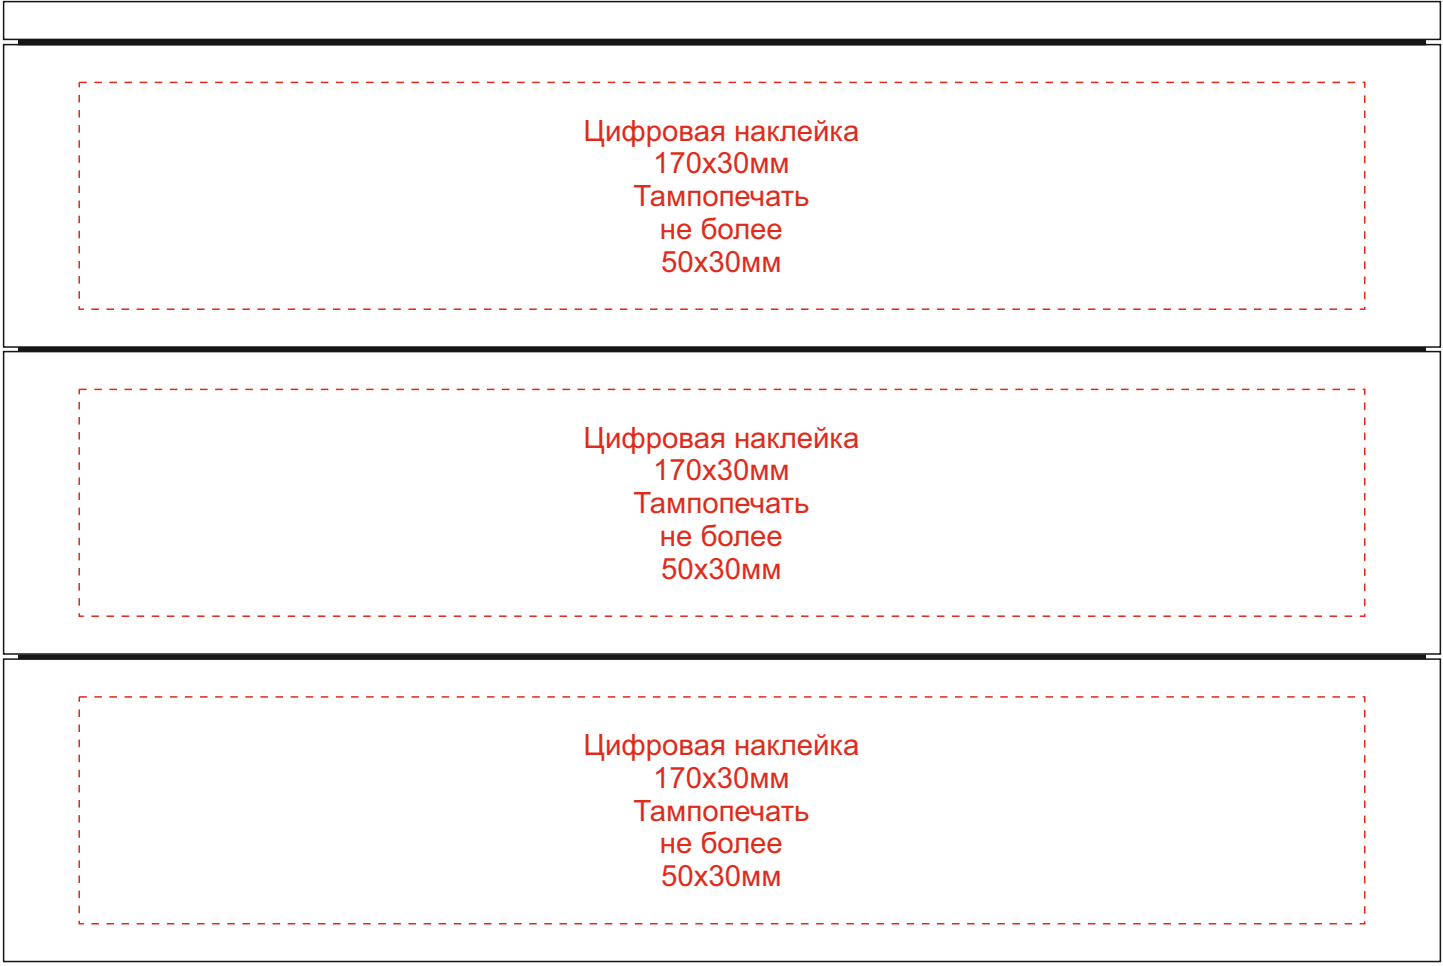 Цифровая наклейка
170х30мм
Тампопечать
не более
50х30мм
Цифровая наклейка
170х30мм
Тампопечать
не более
50х30мм
Цифровая наклейка
170х30мм
Тампопечать
не более
50х30мм